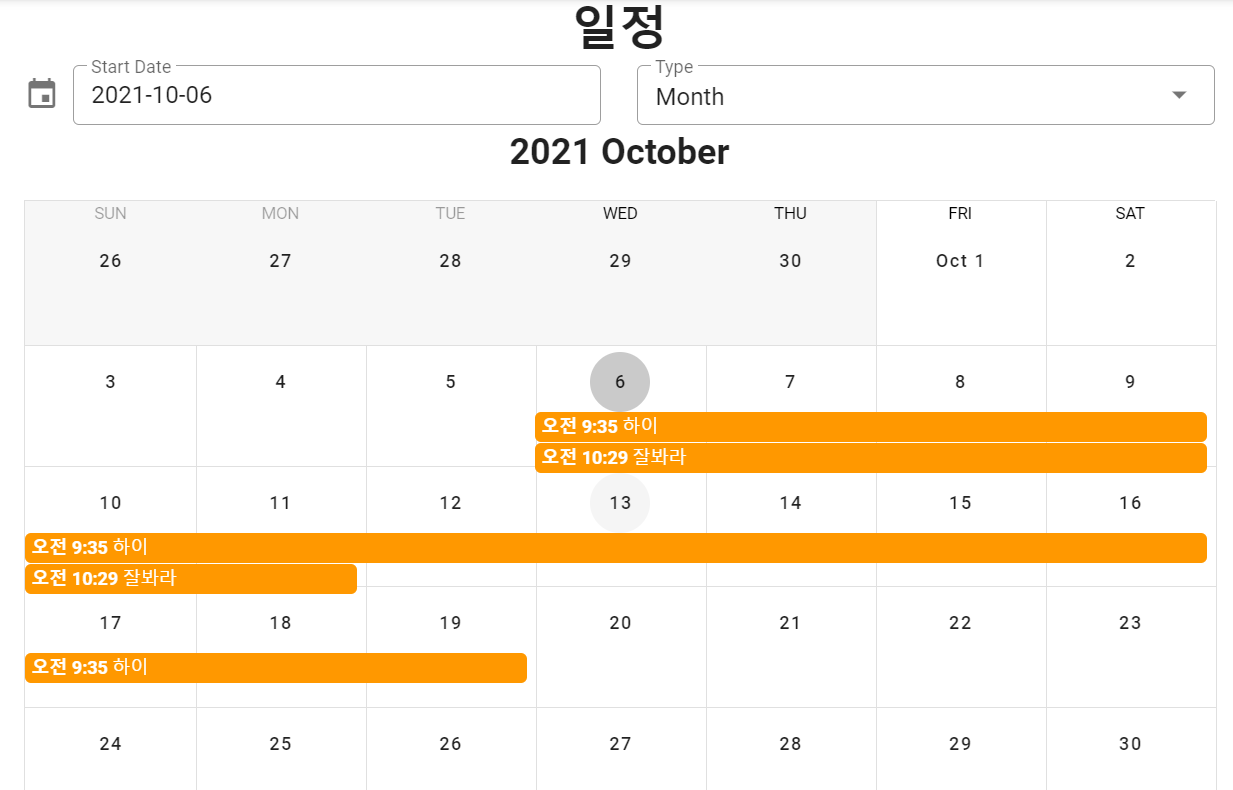 일정
Start Date
2021-10-06
Type
Month
2021 October
SUN MON TUE WED THU FRI SAT
26 27 28 29 30 Oct 1 2
3 4 5 6 7 8 9
오전 9:35 하이
오전 10:29 잘봐라
10 11 12 13 14 15 16
오전 9:35 하이
오전 10:29 잘봐라
17 18 19 20 21 22 23
오전 9:35 하이
24 25 26 27 28 29 30